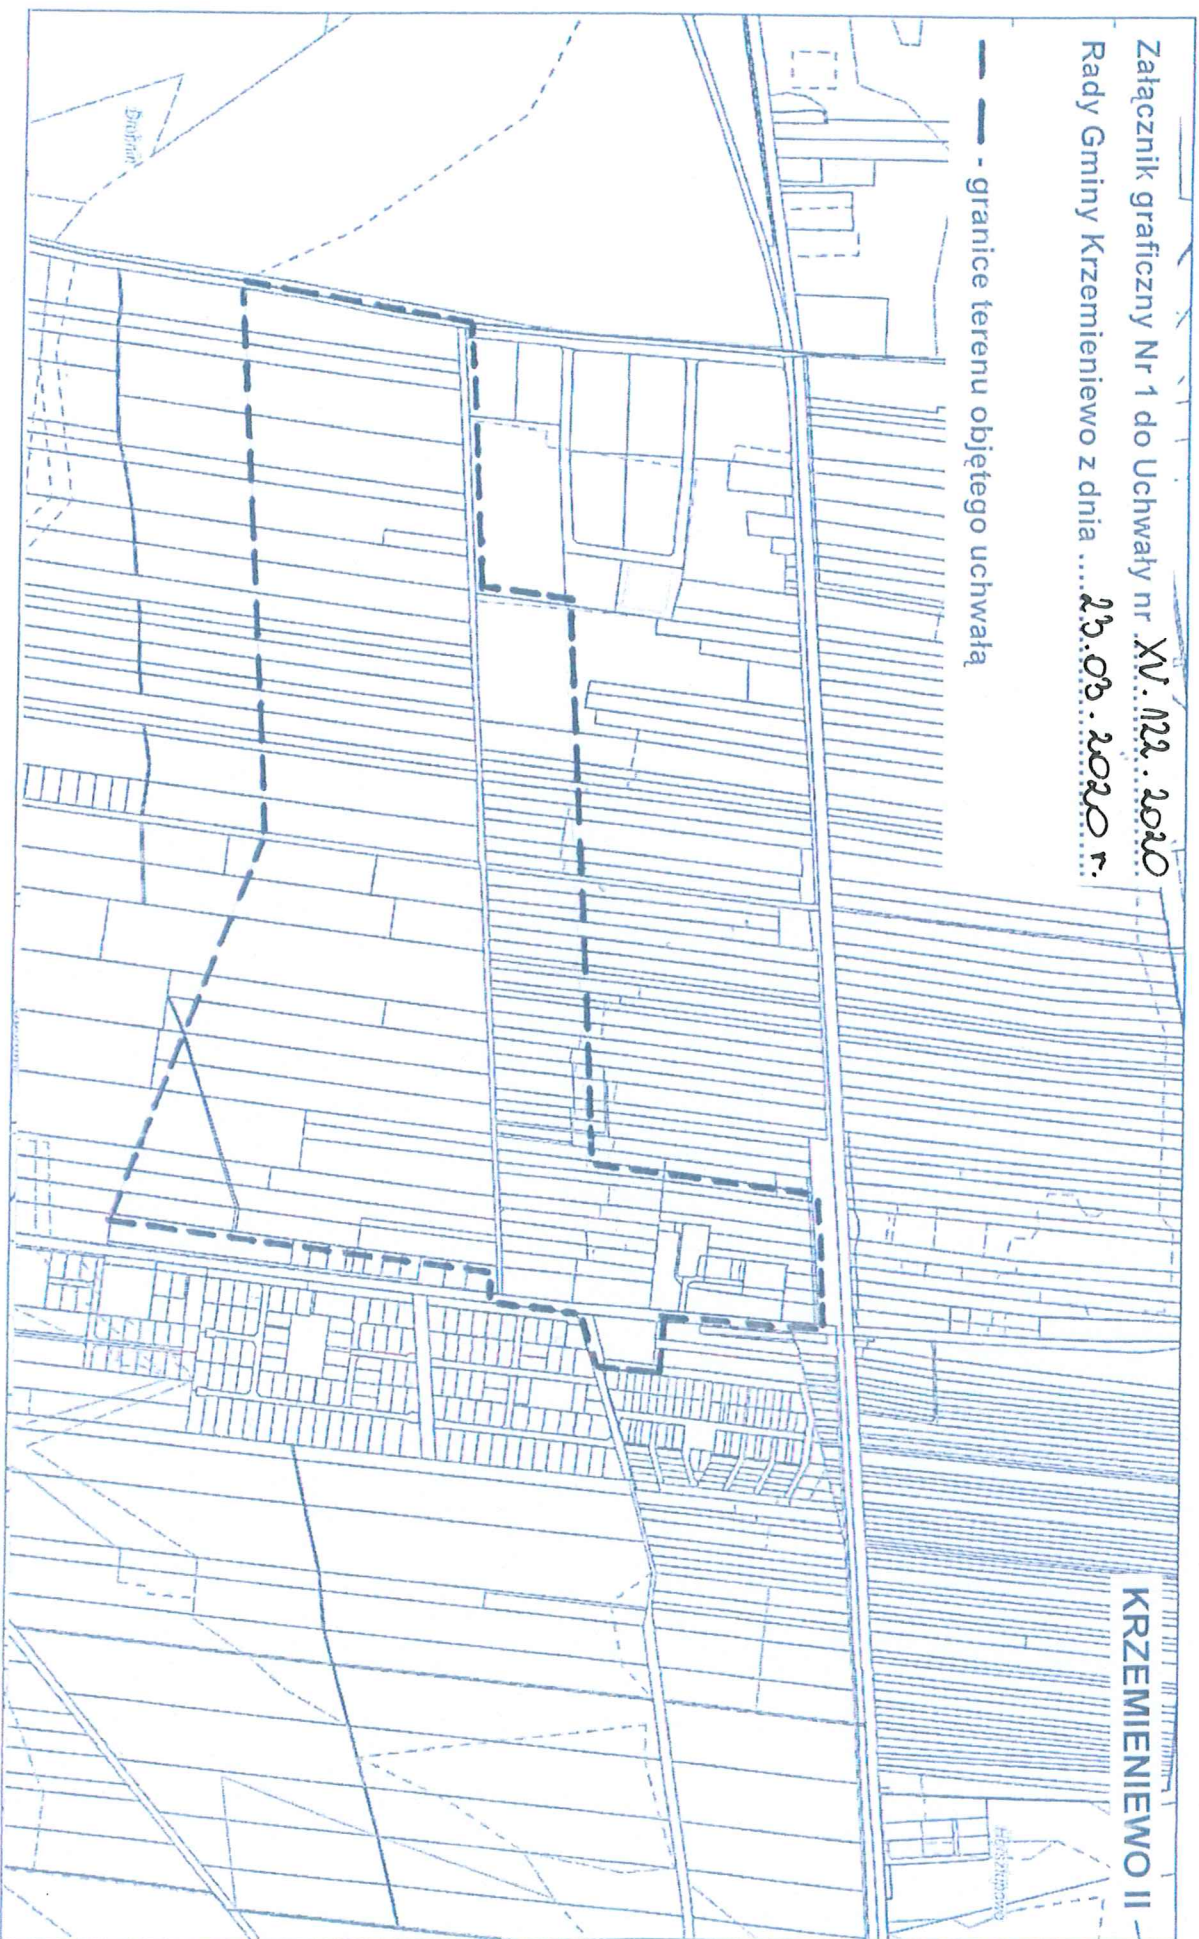 Załącznik graficzny Nr 1 do Uchwały nr XV.122.2020
Rady Gminy Krzemieniewo z dnia .....23.03.2020 r.
- granice terenu objętego uchwałą
KRZEMIENIEWO II